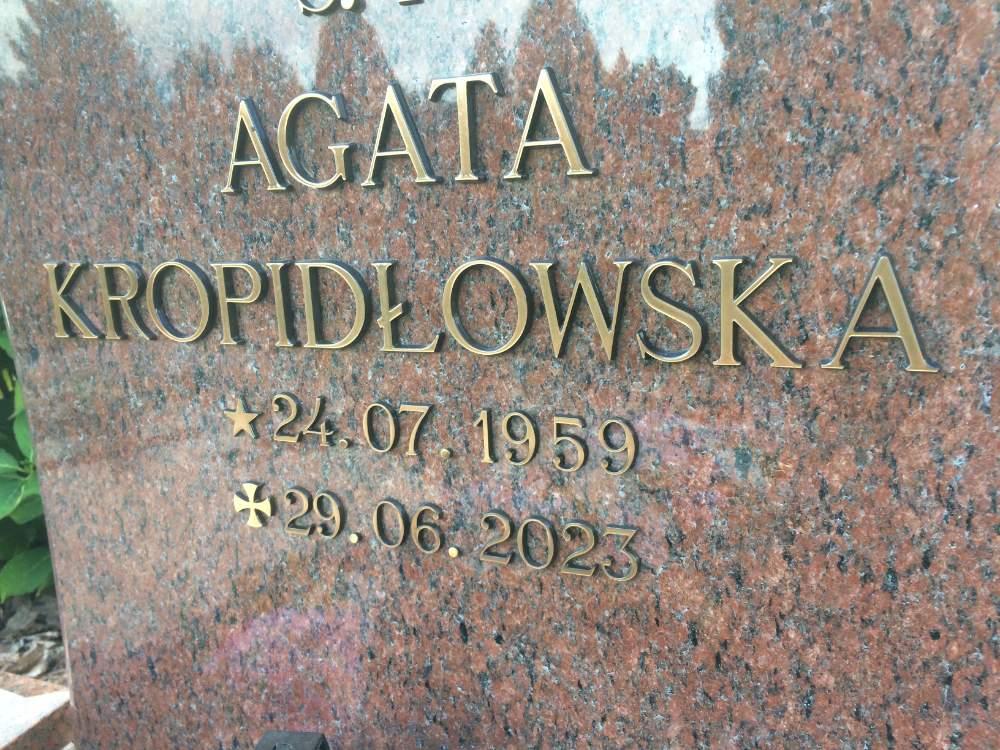 AGATA
KROPIDŁOWSKA
★ 24.07.1959
✠ 29.06.2023